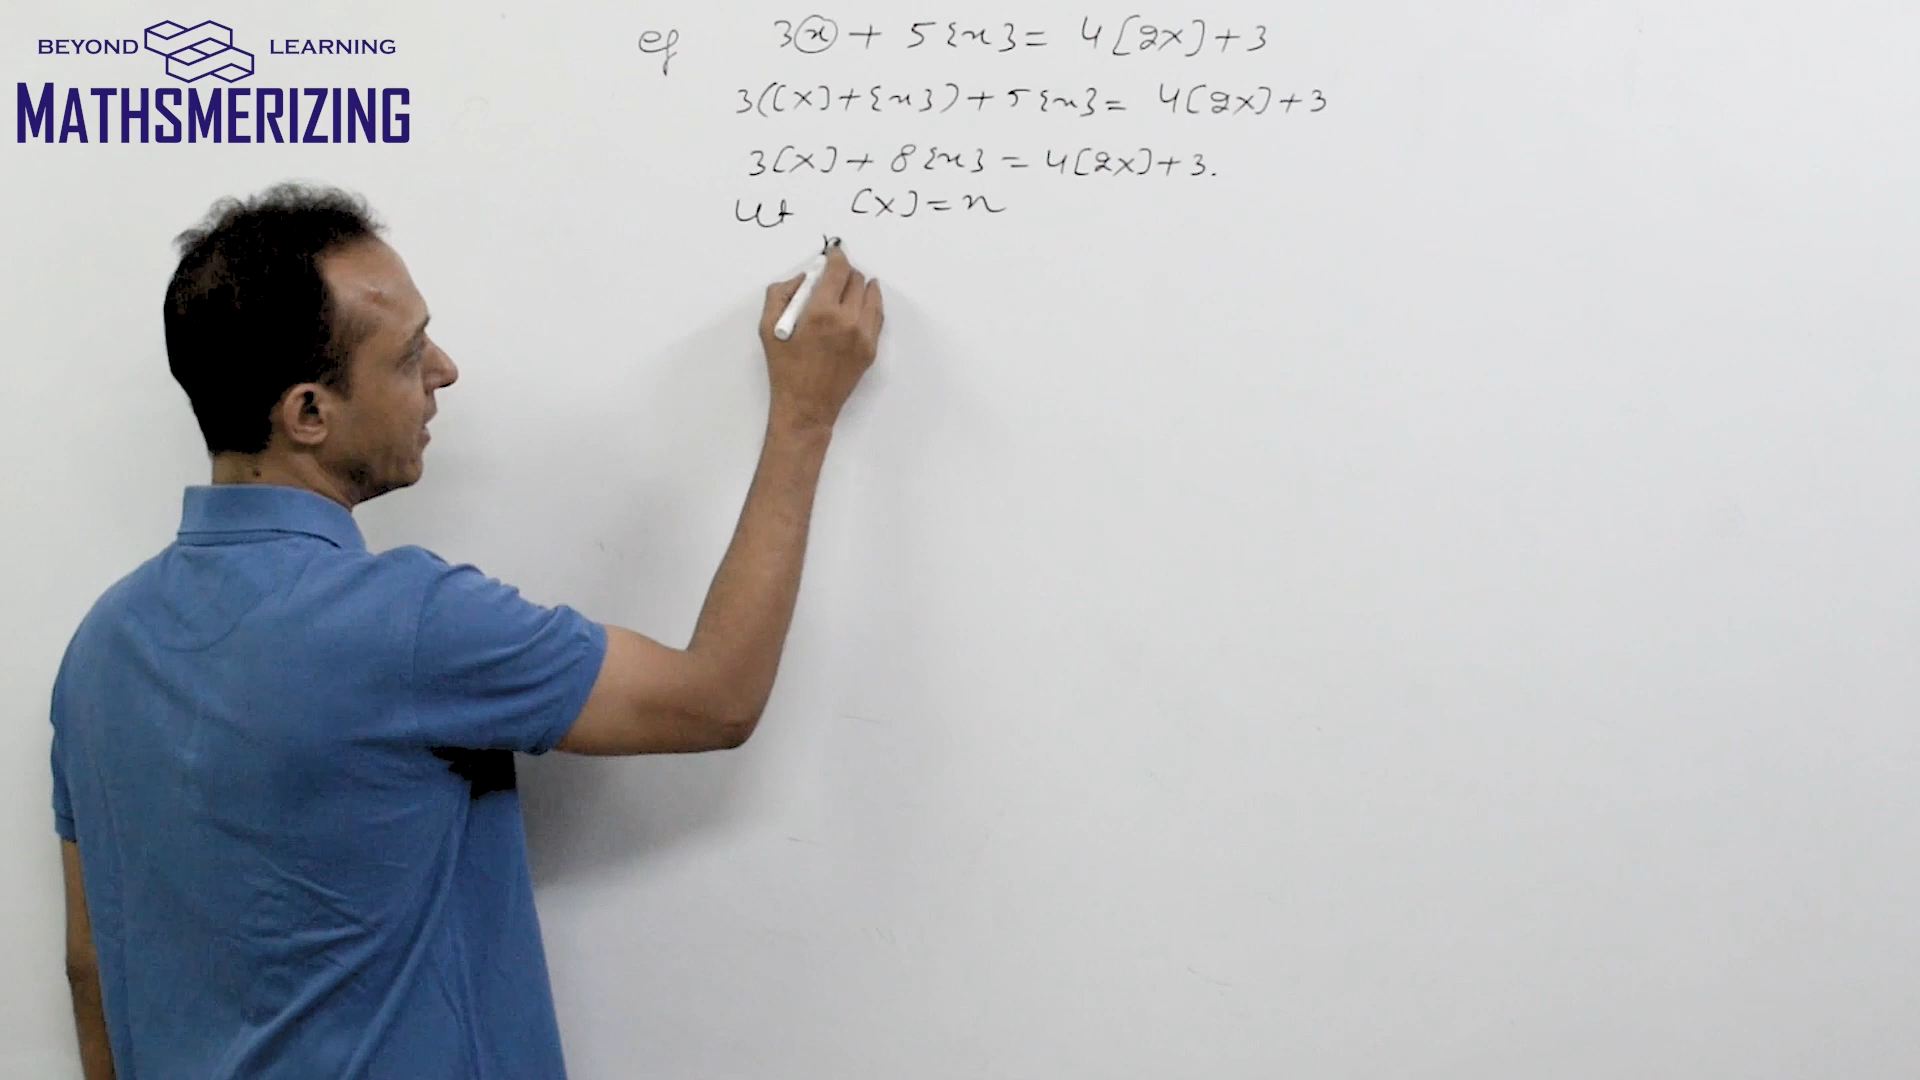 BEYOND LEARNING
MATHSMERIZING
eg 3x + 5{x} = 4[2x]+3
3([x]+{x})+5{x} = 4[2x]+3
3[x]+8{x} = 4[2x]+3.
Let [x]=n
n